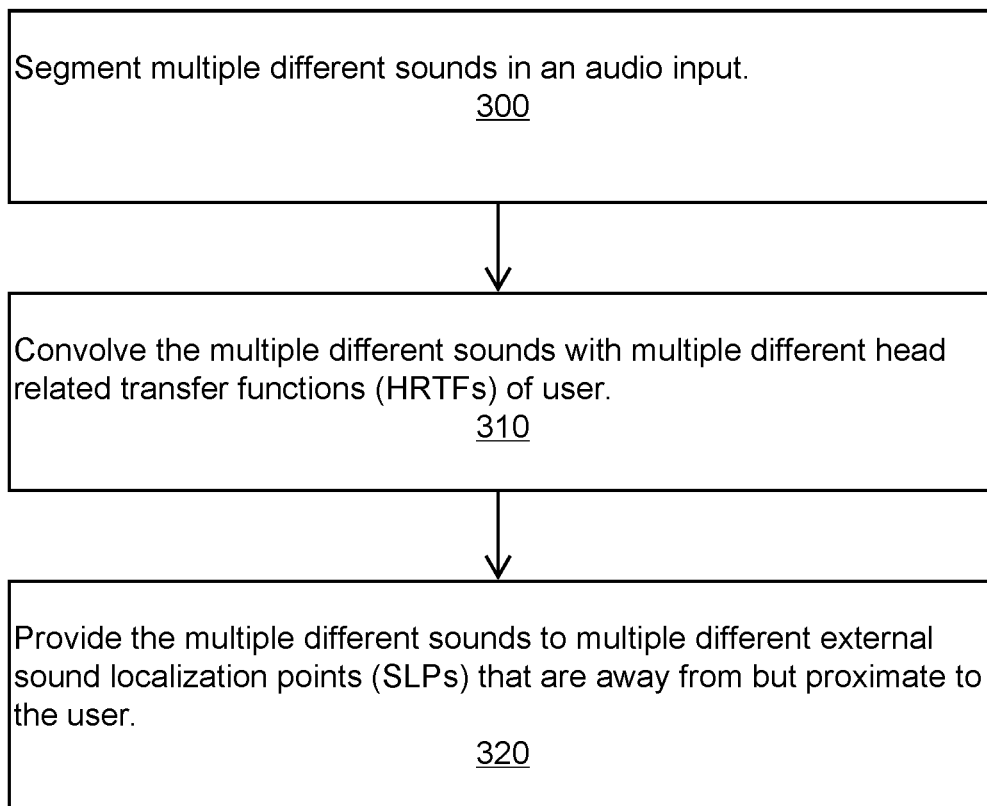 Segment multiple different sounds in an audio input.
300
Convolve the multiple different sounds with multiple different head
related transfer functions (HRTFs) of user.
310
Provide the multiple different sounds to multiple different external
sound localization points (SLPs) that are away from but proximate to
the user.
320